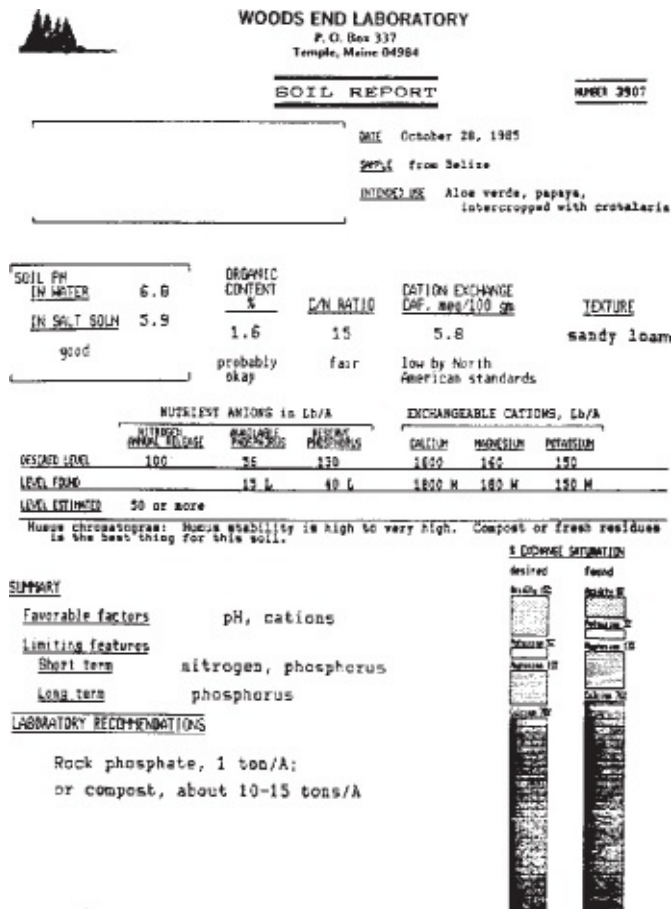 WOODS END LABORATORY
P. O. Box 337
Temple, Maine 04984
SOIL REPORT
NUMBER 3907
DATE October 28, 1985
SAMPLE from Belize
INTENDED USE Aloe verde, papaya,
intercropped with crotalaria
SOIL PH
IN WATER 6.8
IN SALT SOLN 5.9
good
ORGANIC
CONTENT
%
1.6
probably
okay
C/N RATIO
15
fair
CATION EXCHANGE
CAP. meq/100 gm
5.8
low by North
American standards
TEXTURE
sandy loam
NUTRIENT ANIONS in Lb/A EXCHANGEABLE CATIONS, Lb/A
NITROGEN ANNUAL RELEASE AVAILABLE PHOSPHORUS RESERVE PHOSPHORUS CALCIUM MAGNESIUM POTASSIUM
DESIRED LEVEL 100 130 160 150
LEVEL FOUND 40 L 1800 M 180 M 150 M
LEVEL ESTIMATED 50 or more
Humus chromatogram: Humus stability is high to very high. Compost or fresh residues
is the best thing for this soil.
% EXCHANGE SATURATION
desired found
SUMMARY
Favorable factors pH, cations
Limiting features
Short term nitrogen, phosphorus
Long term phosphorus
LABORATORY RECOMMENDATIONS
Rock phosphate, 1 ton/A;
or compost, about 10-15 tons/A